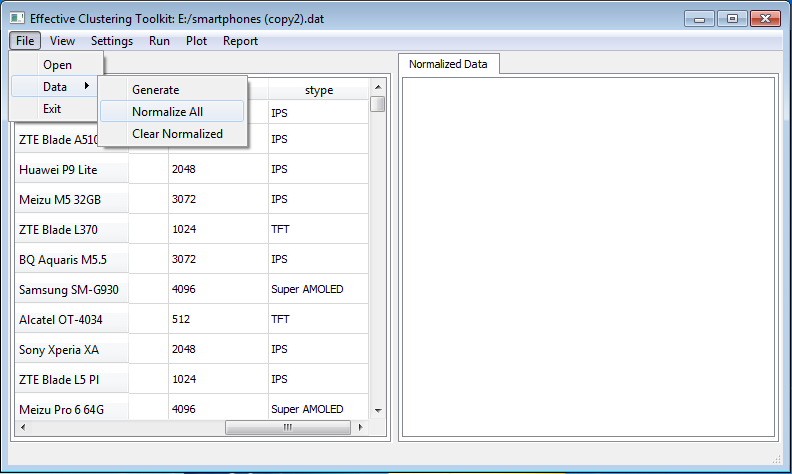 Effective Clustering Toolkit: E:/smartphones (copy2).dat
File View Settings Run Plot Report
Open
Data
Exit
Generate
Normalize All
Clear Normalized
Normalized Data
stype
IPS
ZTE Blade A510 IPS
Huawei P9 Lite 2048 IPS
Meizu M5 32GB 3072 IPS
ZTE Blade L370 1024 TFT
BQ Aquaris M5.5 3072 IPS
Samsung SM-G930 4096 Super AMOLED
Alcatel OT-4034 512 TFT
Sony Xperia XA 2048 IPS
ZTE Blade L5 Pl 1024 IPS
Meizu Pro 6 64G 4096 Super AMOLED